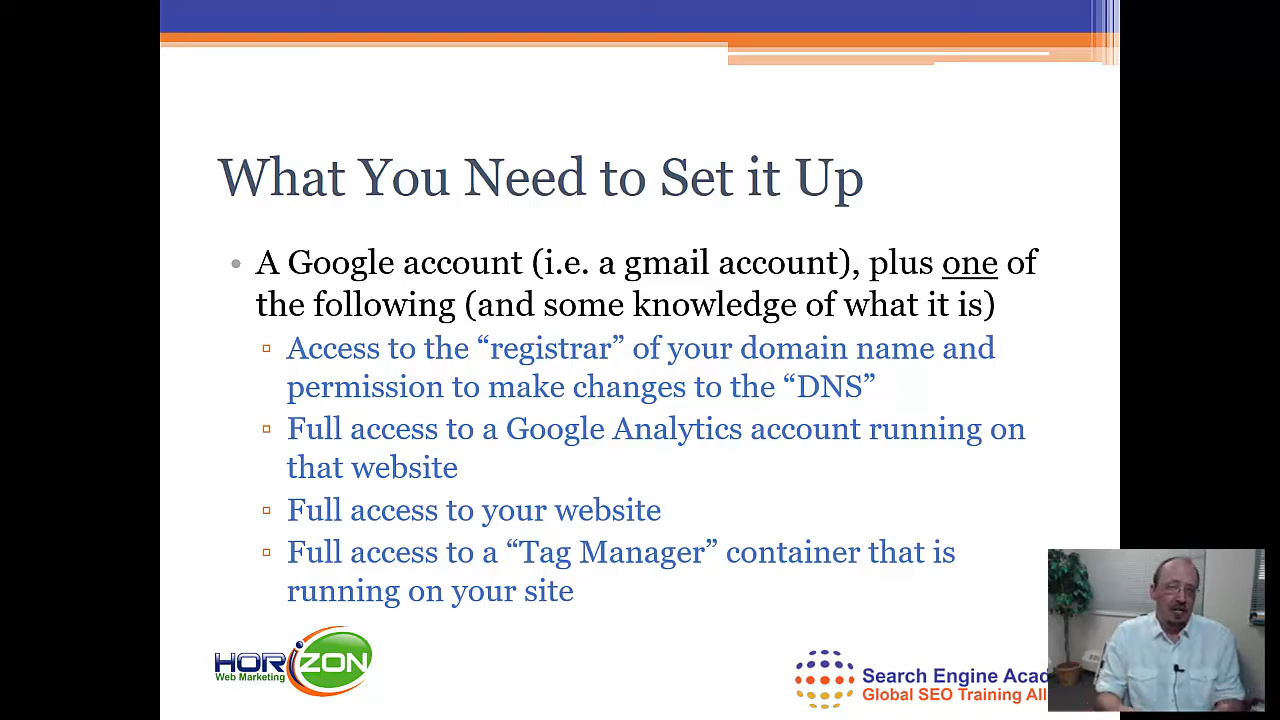 What You Need to Set it Up
• A Google account (i.e. a gmail account), plus one of
the following (and some knowledge of what it is)
▫ Access to the “registrar” of your domain name and
permission to make changes to the “DNS”
▫ Full access to a Google Analytics account running on
that website
▫ Full access to your website
▫ Full access to a “Tag Manager” container that is
running on your site
HORIZON
Web Marketing
Search Engine Acad
Global SEO Training All